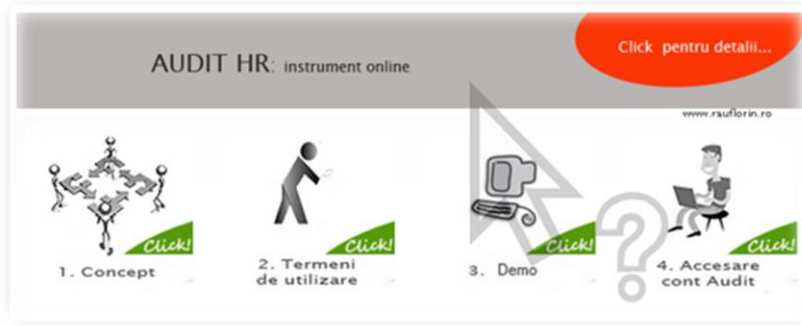 AUDIT HR: instrument online
Click pentru detalii...
www.rauflorin.ro
Click!
Click!
Click!
Click!
1. Concept
2. Termeni
de utilizare
3. Demo
4. Accesare
cont Audit
?